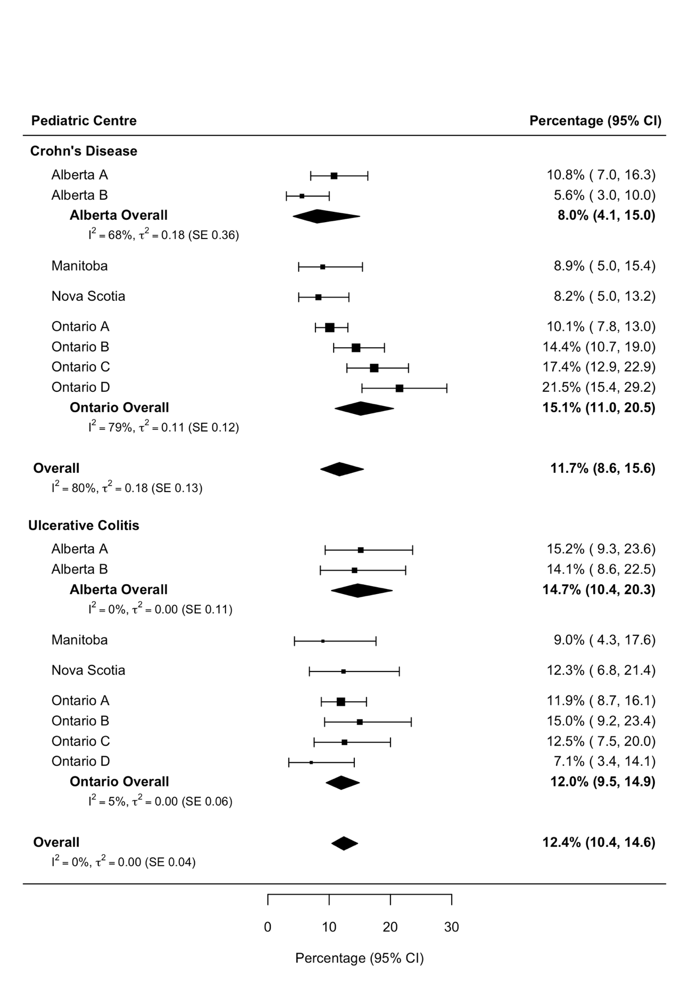 Pediatric Centre Percentage (95% CI)
Crohn's Disease
Alberta A 10.8% ( 7.0, 16.3)
Alberta B 5.6% ( 3.0, 10.0)
Alberta Overall 8.0% (4.1, 15.0)
I² = 68%, τ² = 0.18 (SE 0.36)
Manitoba 8.9% ( 5.0, 15.4)
Nova Scotia 8.2% ( 5.0, 13.2)
Ontario A 10.1% ( 7.8, 13.0)
Ontario B 14.4% (10.7, 19.0)
Ontario C 17.4% (12.9, 22.9)
Ontario D 21.5% (15.4, 29.2)
Ontario Overall 15.1% (11.0, 20.5)
I² = 79%, τ² = 0.11 (SE 0.12)
Overall 11.7% (8.6, 15.6)
I² = 80%, τ² = 0.18 (SE 0.13)
Ulcerative Colitis
Alberta A 15.2% ( 9.3, 23.6)
Alberta B 14.1% ( 8.6, 22.5)
Alberta Overall 14.7% (10.4, 20.3)
I² = 0%, τ² = 0.00 (SE 0.11)
Manitoba 9.0% ( 4.3, 17.6)
Nova Scotia 12.3% ( 6.8, 21.4)
Ontario A 11.9% ( 8.7, 16.1)
Ontario B 15.0% ( 9.2, 23.4)
Ontario C 12.5% ( 7.5, 20.0)
Ontario D 7.1% ( 3.4, 14.1)
Ontario Overall 12.0% (9.5, 14.9)
I² = 5%, τ² = 0.00 (SE 0.06)
Overall 12.4% (10.4, 14.6)
I² = 0%, τ² = 0.00 (SE 0.04)
0 10 20 30
Percentage (95% CI)